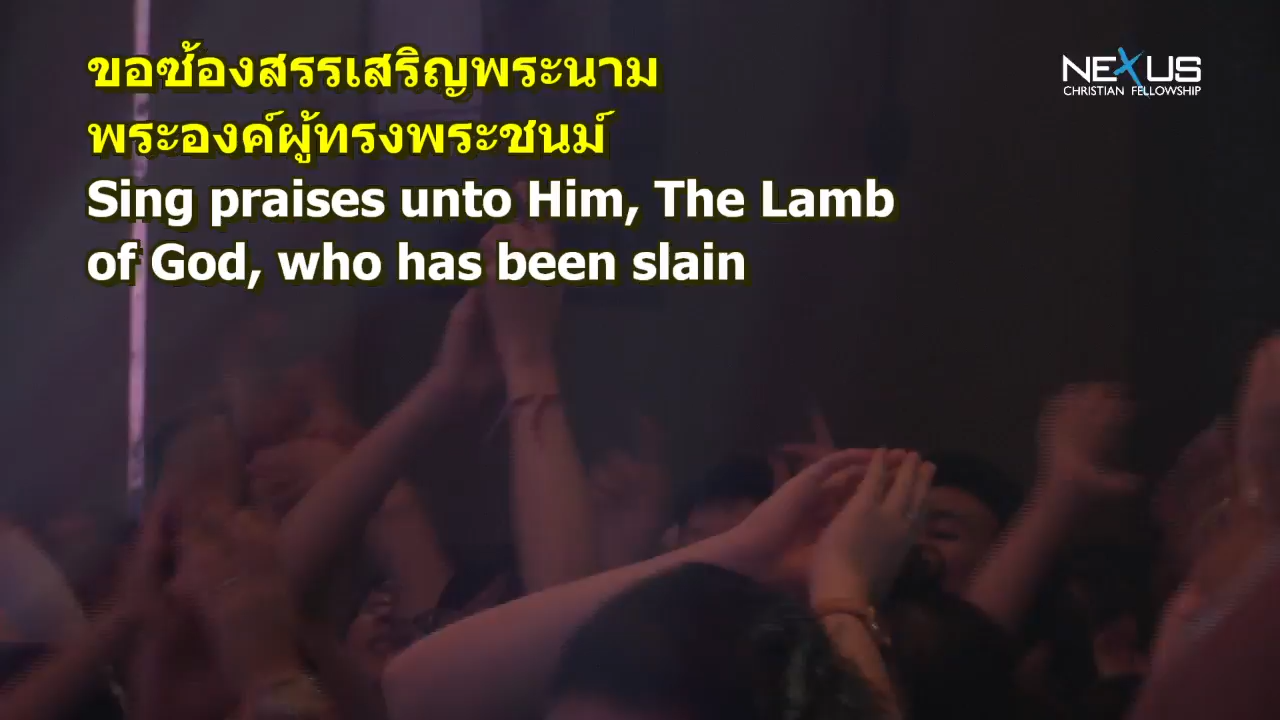 ขอซ้องสรรเสริญพระนาม
พระองค์ผู้ทรงพระชนม์
Sing praises unto Him, The Lamb
of God, who has been slain
NEXUS
CHRISTIAN FELLOWSHIP